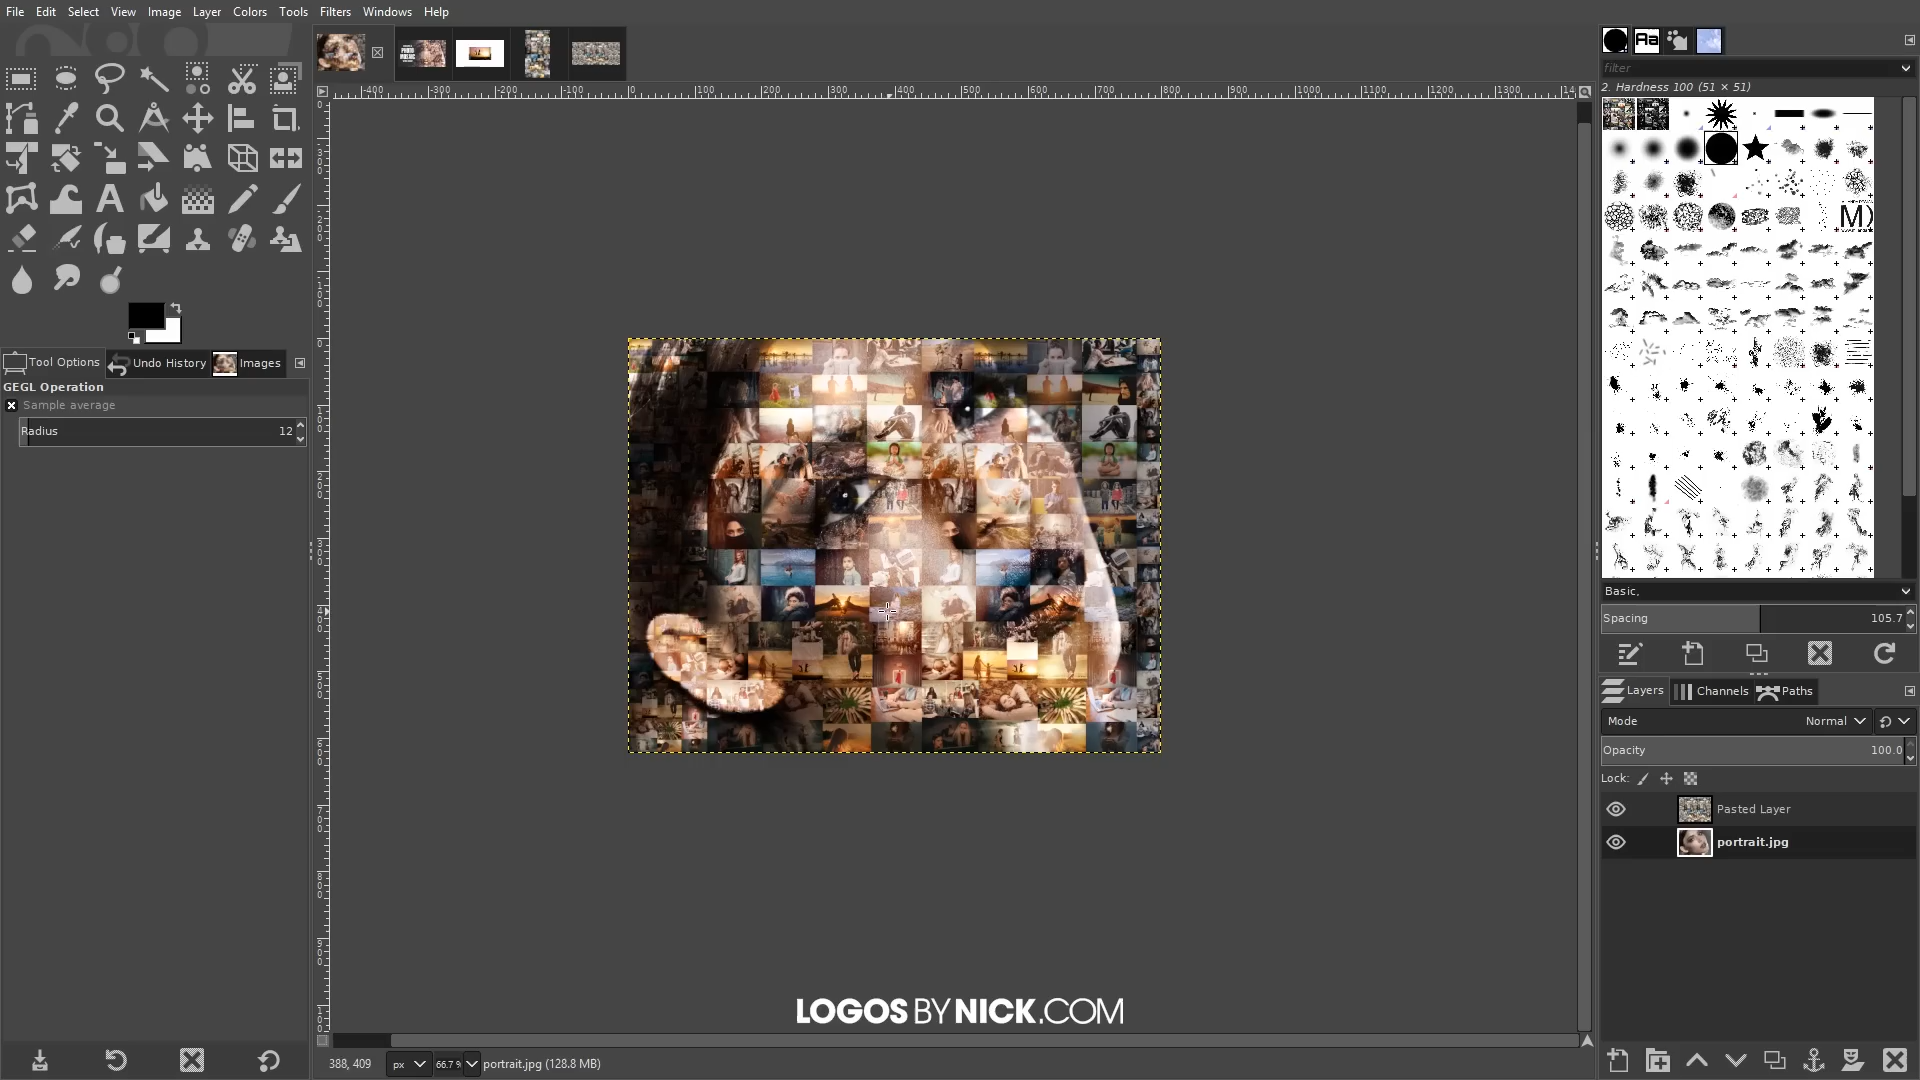 File Edit Select View Image Layer Colors Tools Filters Windows Help
Aa
filter
2. Hardness 100 (51 × 51)
Tool Options Undo History Images
GEGL Operation
Sample average
Radius 12
Basic,
Spacing 105.7
Layers Channels Paths
Mode Normal
Opacity 100.0
Lock:
Pasted Layer
portrait.jpg
LOGOS BY NICK.COM
388, 409 px 66.7 % portrait.jpg (128.8 MB)